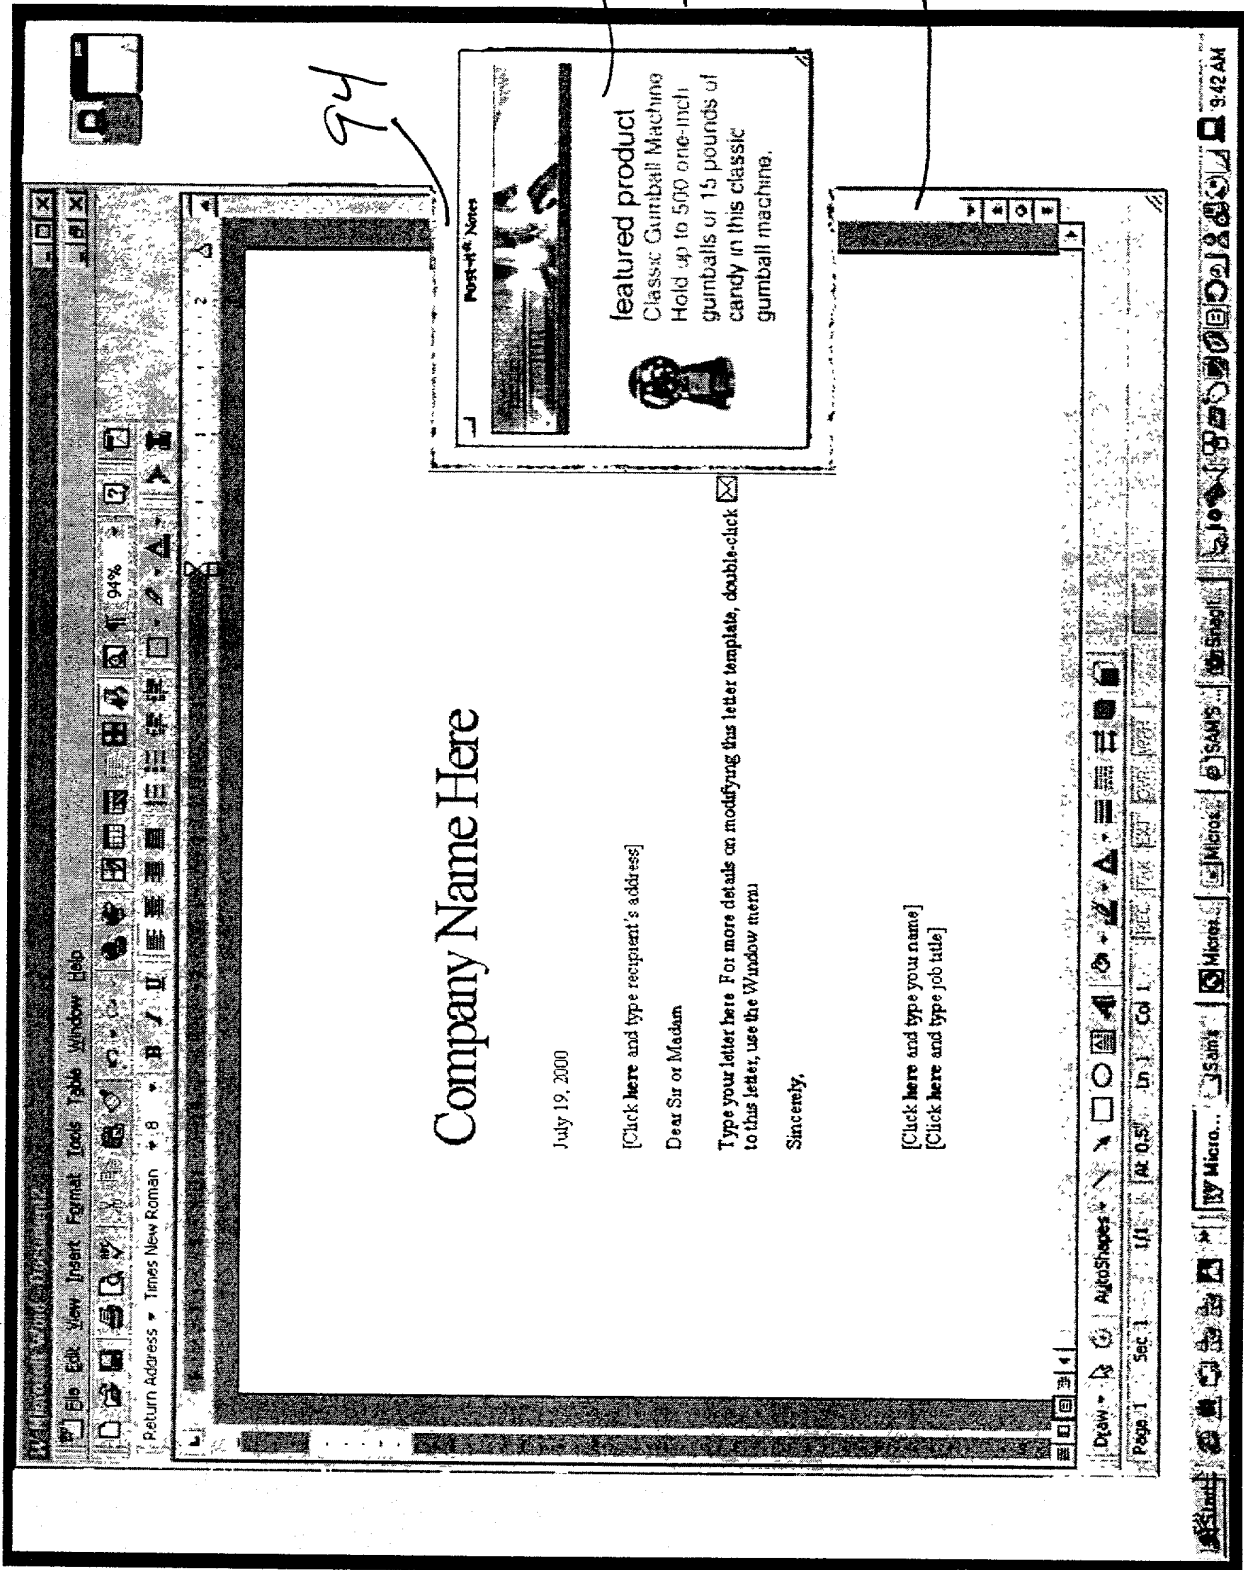 94
File Edit View Insert Format Tools Table Window Help
94%
Return Address Times New Roman 8 B I U
2
Post-it® Notes
featured product
Classic Gumball Machine
Hold up to 500 one-inch
gumballs or 15 pounds of
candy in this classic
gumball machine.
Company Name Here
July 19, 2000
[Click here and type recipient's address]
Dear Sir or Madam
Type your letter here For more details on modifying this letter template, double-click
to this letter, use the Window menu
Sincerely,
[Click here and type your name]
[Click here and type job title]
Draw AutoShapes
Page 1 Sec 1 1/1 At 0.5" Ln 1 Col 1 REC TRK EXT OVR
Start Micro... Sam's Micros... Micros... SAM'S ... SnagIt... 9:42 AM